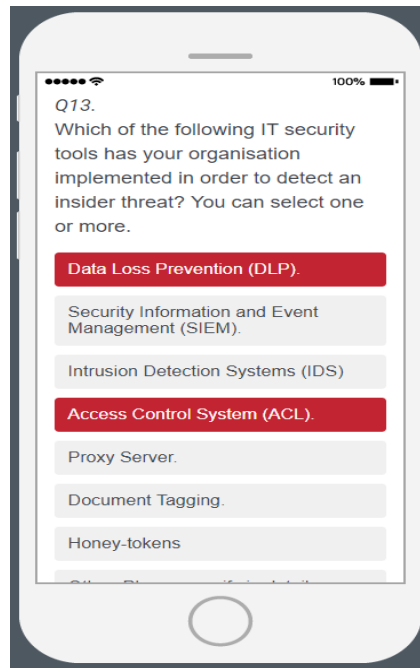 100%
Q13.
Which of the following IT security
tools has your organisation
implemented in order to detect an
insider threat? You can select one
or more.
Data Loss Prevention (DLP).
Security Information and Event
Management (SIEM).
Intrusion Detection Systems (IDS)
Access Control System (ACL).
Proxy Server.
Document Tagging.
Honey-tokens